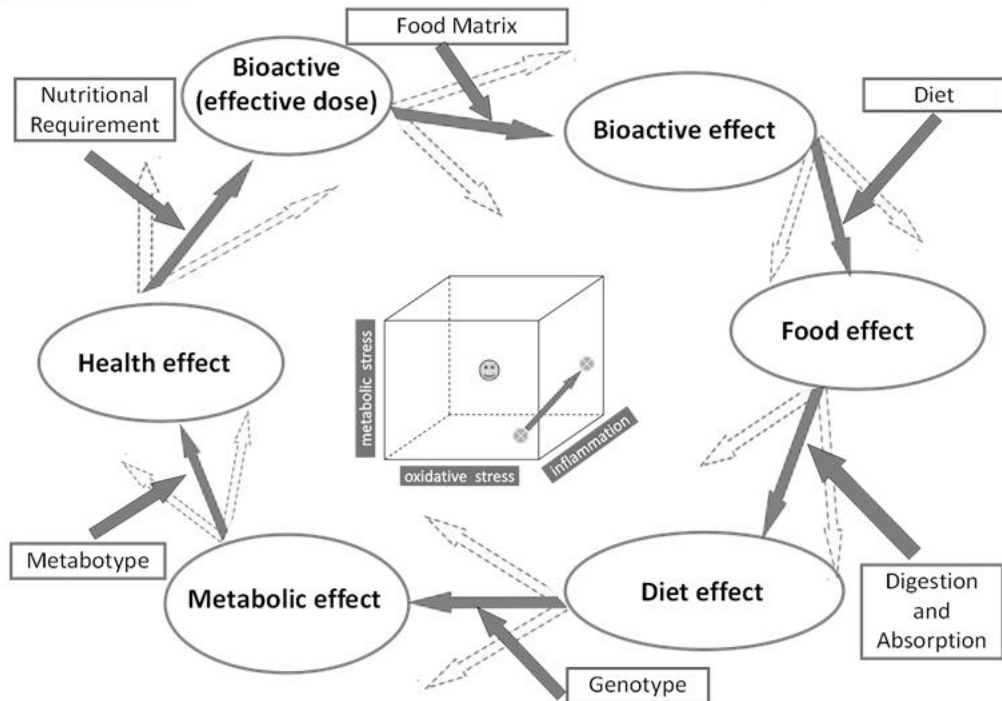 Food Matrix
Bioactive
(effective dose)
Nutritional
Requirement
Bioactive effect
Diet
Food effect
Health effect
metabolic stress
oxidative stress
inflammation
Metabotype
Metabolic effect
Diet effect
Digestion
and
Absorption
Genotype